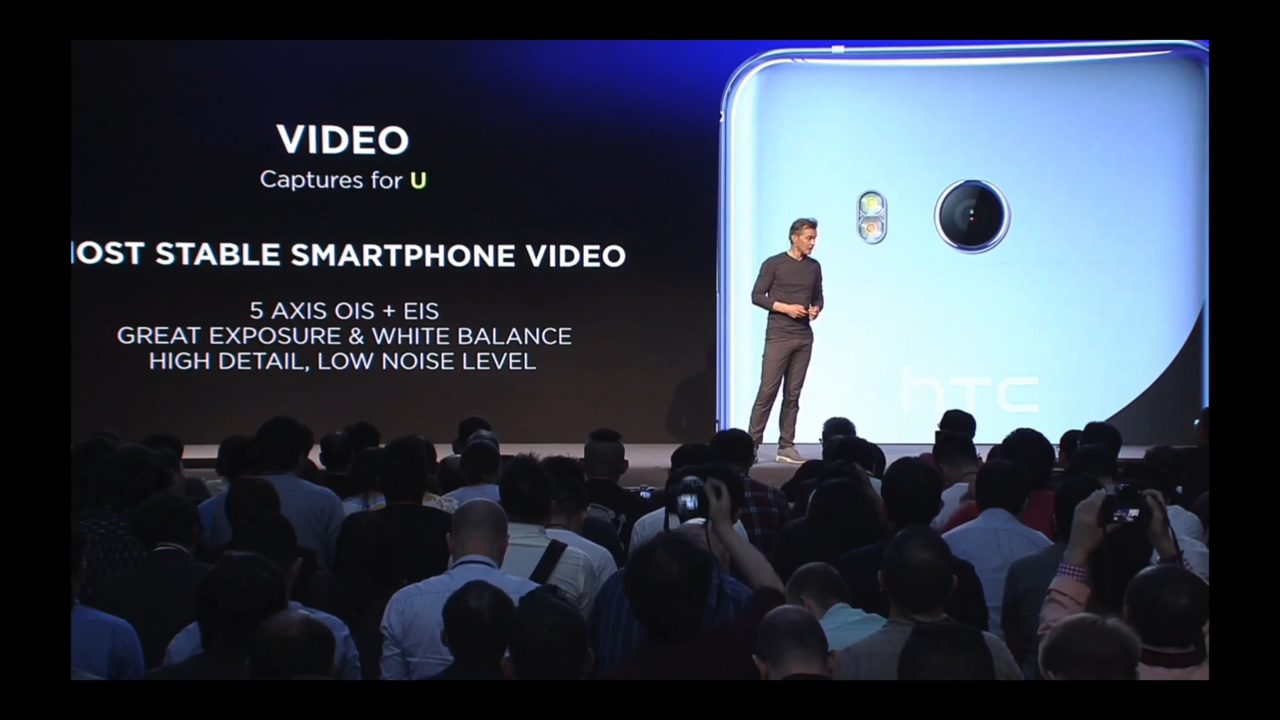 VIDEO
Captures for U
OST STABLE SMARTPHONE VIDEO
5 AXIS OIS + EIS
GREAT EXPOSURE & WHITE BALANCE
HIGH DETAIL, LOW NOISE LEVEL
hTC